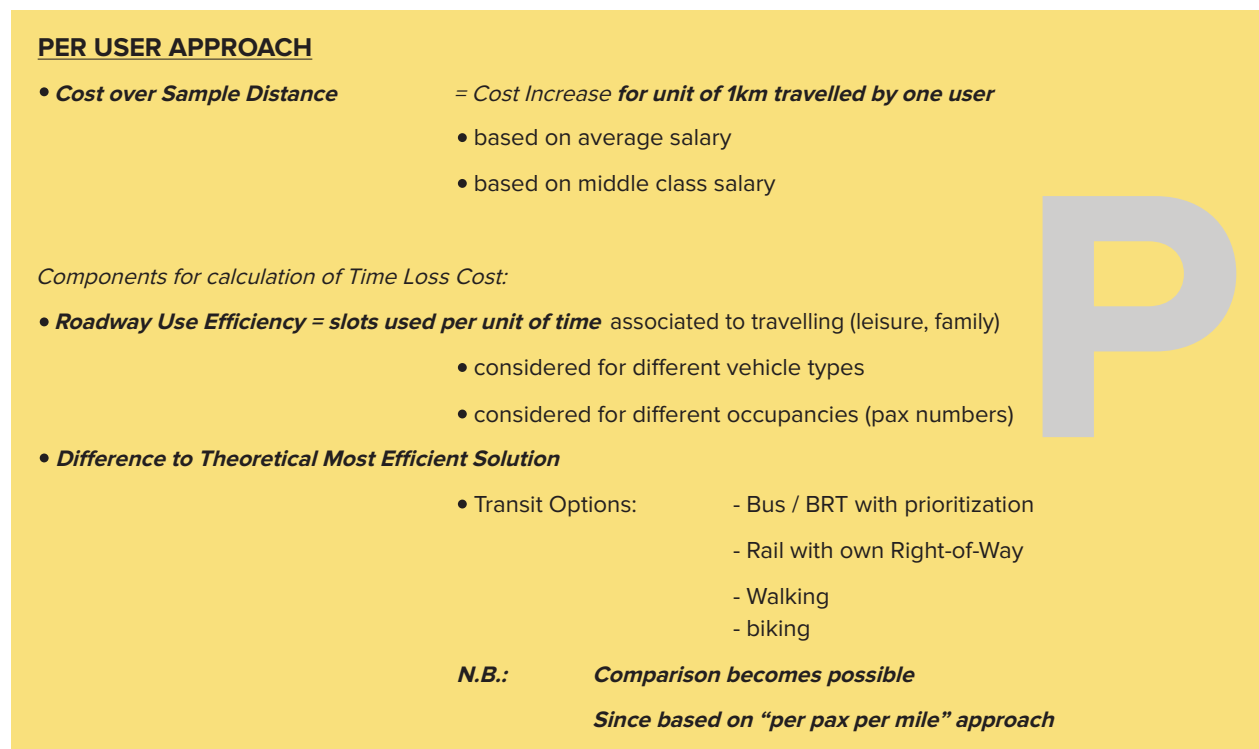 PER USER APPROACH
• Cost over Sample Distance = Cost Increase for unit of 1km travelled by one user
• based on average salary
• based on middle class salary
P
Components for calculation of Time Loss Cost:
• Roadway Use Efficiency = slots used per unit of time associated to travelling (leisure, family)
• considered for different vehicle types
• considered for different occupancies (pax numbers)
• Difference to Theoretical Most Efficient Solution
• Transit Options: - Bus / BRT with prioritization
- Rail with own Right-of-Way
- Walking
- biking
N.B.: Comparison becomes possible
Since based on “per pax per mile” approach